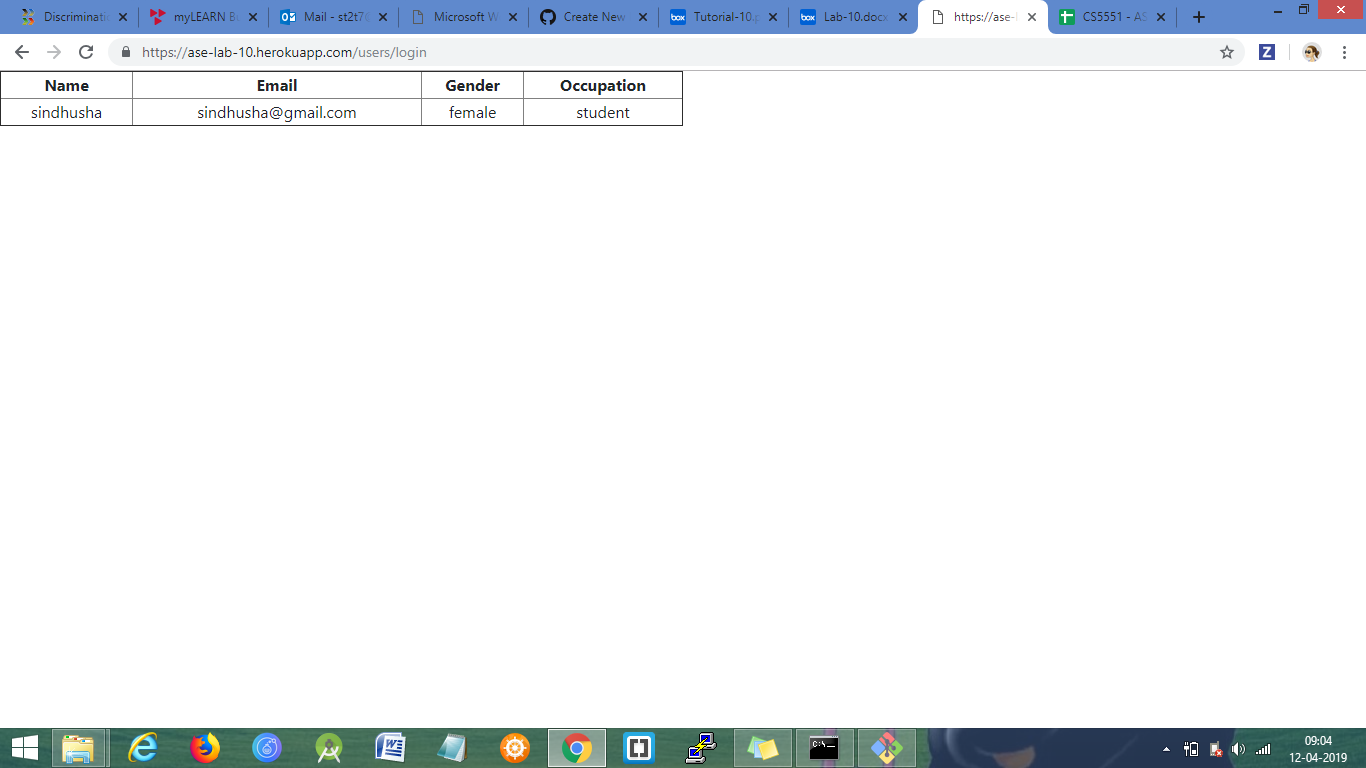 Discriminatio
myLEARN Bu
Mail - st2t7@
Microsoft W
Create New
Tutorial-10.p
Lab-10.docx
https://ase-l
CS5551 - AS
https://ase-lab-10.herokuapp.com/users/login
Name Email Gender Occupation
sindhusha sindhusha@gmail.com female student
09:04
12-04-2019